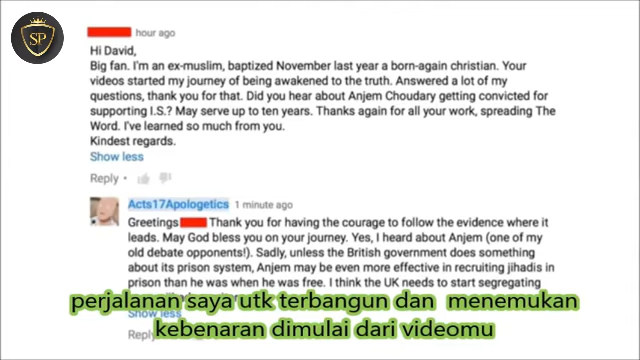 SP
hour ago
Hi David,
Big fan. I'm an ex-muslim, baptized November last year a born-again christian. Your
videos started my journey of being awakened to the truth. Answered a lot of my
questions, thank you for that. Did you hear about Anjem Choudary getting convicted for
supporting I.S.? May serve up to ten years. Thanks again for all your work, spreading The
Word. I've learned so much from you.
Kindest regards.
Show less
Reply •
Acts17Apologetics 1 minute ago
Greetings Thank you for having the courage to follow the evidence where it
leads. May God bless you on your journey. Yes, I heard about Anjem (one of my
old debate opponents!). Sadly, unless the British government does something
about its prison system, Anjem may be even more effective in recruiting jihadis in
prison than he was when he was free. I think the UK needs to start segregating
perjalanan saya utk terbangun dan menemukan
Show less
kebenaran dimulai dari videomu
Reply